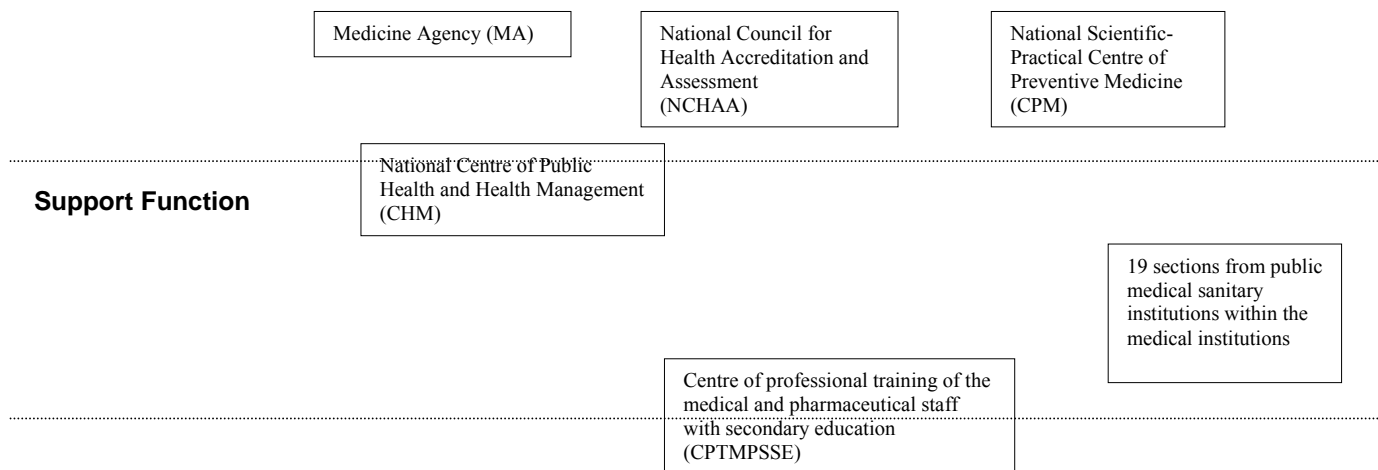 Medicine Agency (MA)
National Council for
Health Accreditation and
Assessment
(NCHAA)
National Scientific-
Practical Centre of
Preventive Medicine
(CPM)
National Centre of Public
Health and Health Management
(CHM)
Support Function
19 sections from public
medical sanitary
institutions within the
medical institutions
Centre of professional training of the
medical and pharmaceutical staff
with secondary education
(CPTMPSSE)